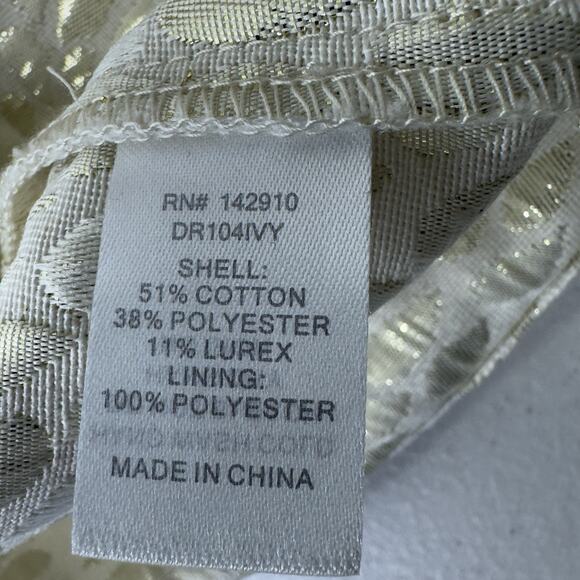 RN# 142910
DR104IVY
SHELL:
51% COTTON
38% POLYESTER
11% LUREX
LINING:
100% POLYESTER
MADE IN CHINA